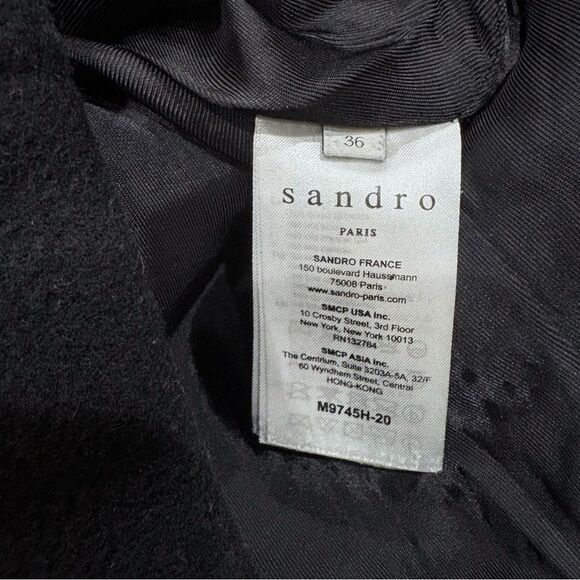 36
sandro
PARIS
SANDRO FRANCE
150 boulevard Haussmann
75008 Paris
www.sandro-paris.com
SMCP USA Inc.
10 Crosby Street, 3rd Floor
New York, New York 10013
RN132784
SMCP ASIA Inc.
The Centrium, Suite 3203A-5A, 32/F
60 Wyndham Street, Central
HONG-KONG
M9745H-20